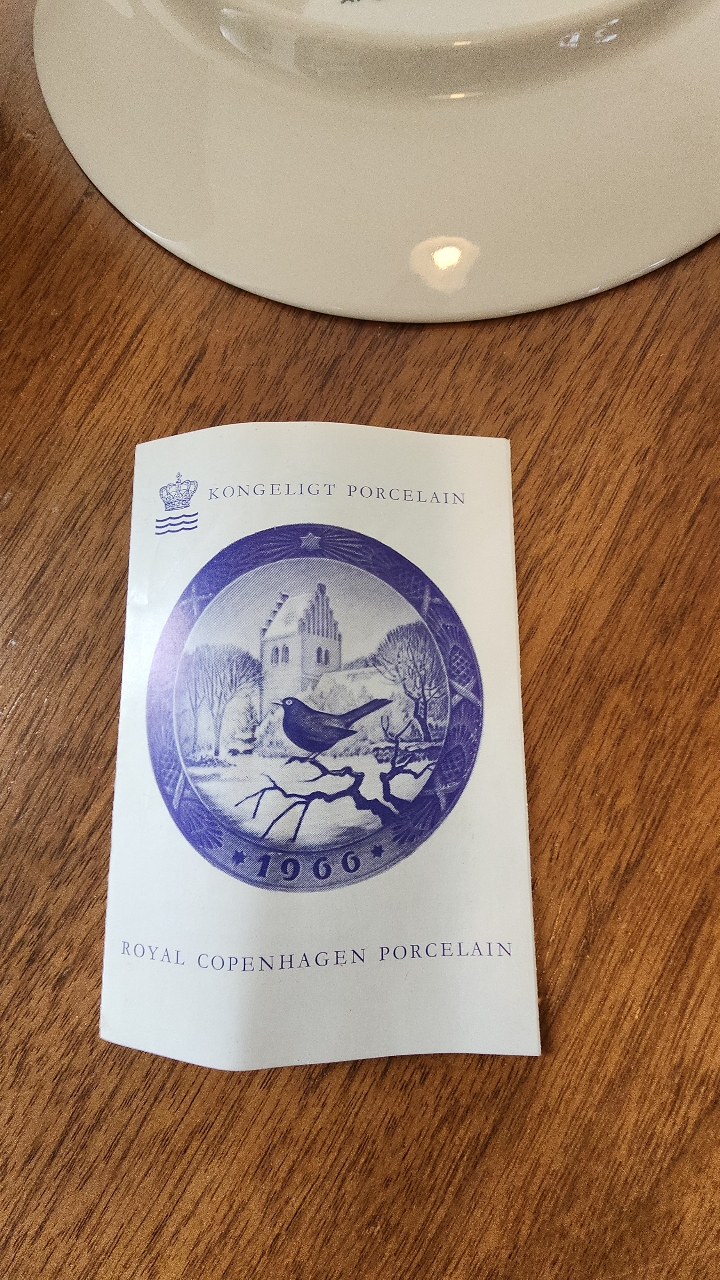 KONGELIGT PORCELAIN
1966
ROYAL COPENHAGEN PORCELAIN